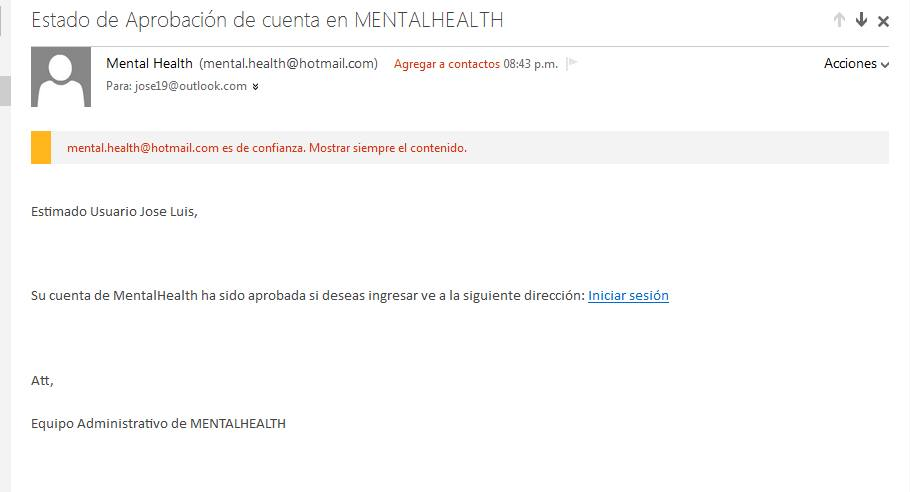 Estado de Aprobación de cuenta en MENTALHEALTH
Mental Health (mental.health@hotmail.com) Agregar a contactos 08:43 p.m. Acciones
Para: jose19@outlook.com
mental.health@hotmail.com es de confianza. Mostrar siempre el contenido.
Estimado Usuario Jose Luis,
Su cuenta de MentalHealth ha sido aprobada si deseas ingresar ve a la siguiente dirección: Iniciar sesión
Att,
Equipo Administrativo de MENTALHEALTH